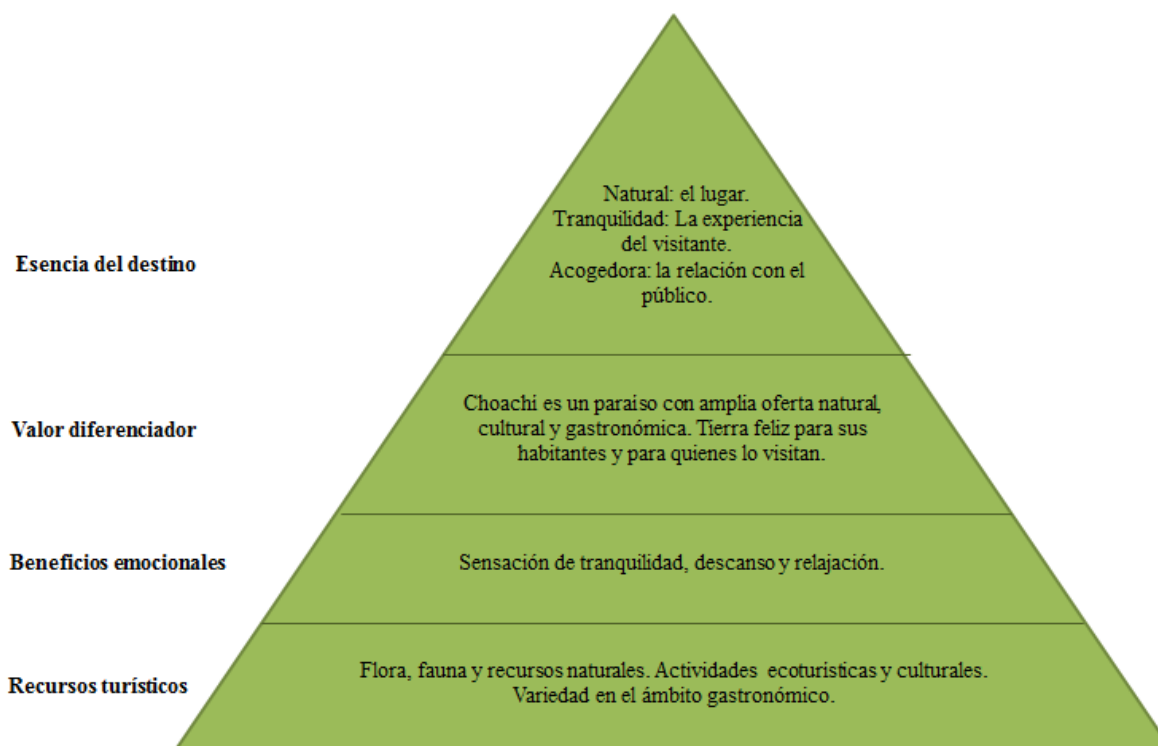 Natural: el lugar.
Tranquilidad: La experiencia
del visitante.
Acogedora: la relación con el
público.
Esencia del destino
Choachi es un paraiso con amplia oferta natural,
cultural y gastronómica. Tierra feliz para sus
habitantes y para quienes lo visitan.
Valor diferenciador
Beneficios emocionales
Sensación de tranquilidad, descanso y relajación.
Flora, fauna y recursos naturales. Actividades ecoturisticas y culturales.
Variedad en el ámbito gastronómico.
Recursos turísticos